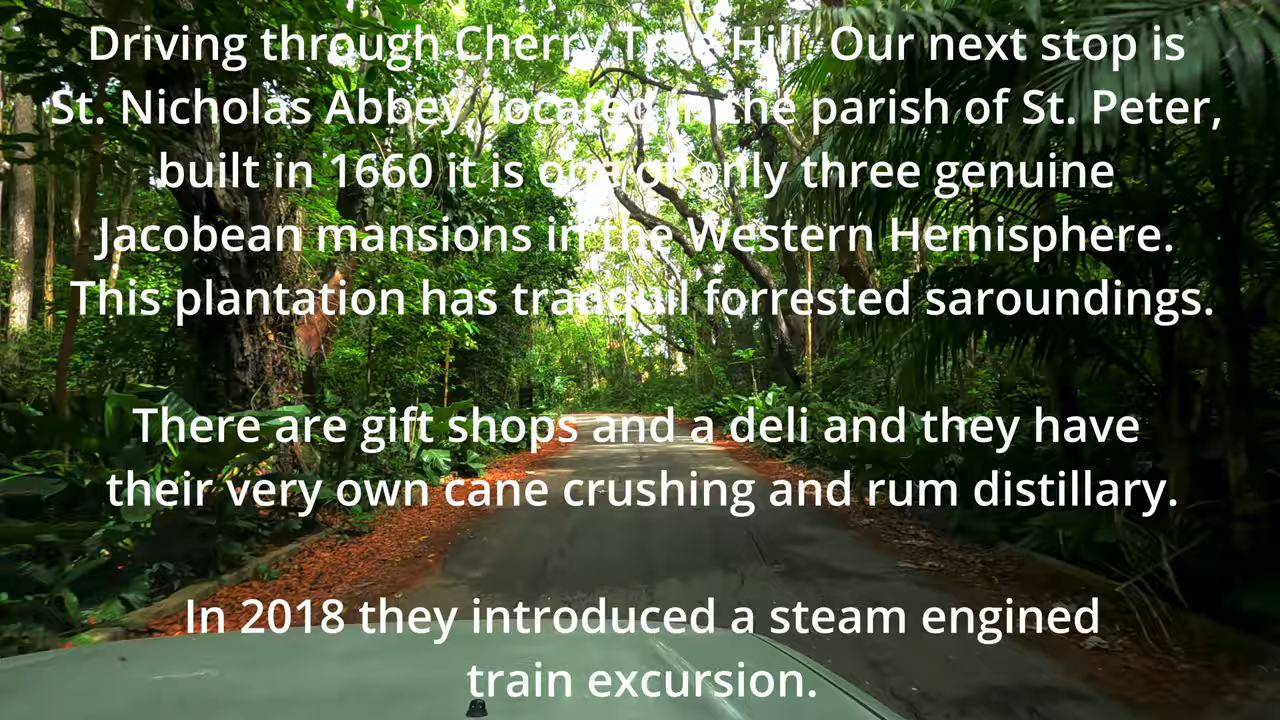 Driving through Cherry Tree Hill. Our next stop is
St. Nicholas Abbey, located in the parish of St. Peter,
built in 1660 it is one of only three genuine
Jacobean mansions in the Western Hemisphere.
This plantation has tranquil forrested saroundings.
There are gift shops and a deli and they have
their very own cane crushing and rum distillary.
In 2018 they introduced a steam engined
train excursion.